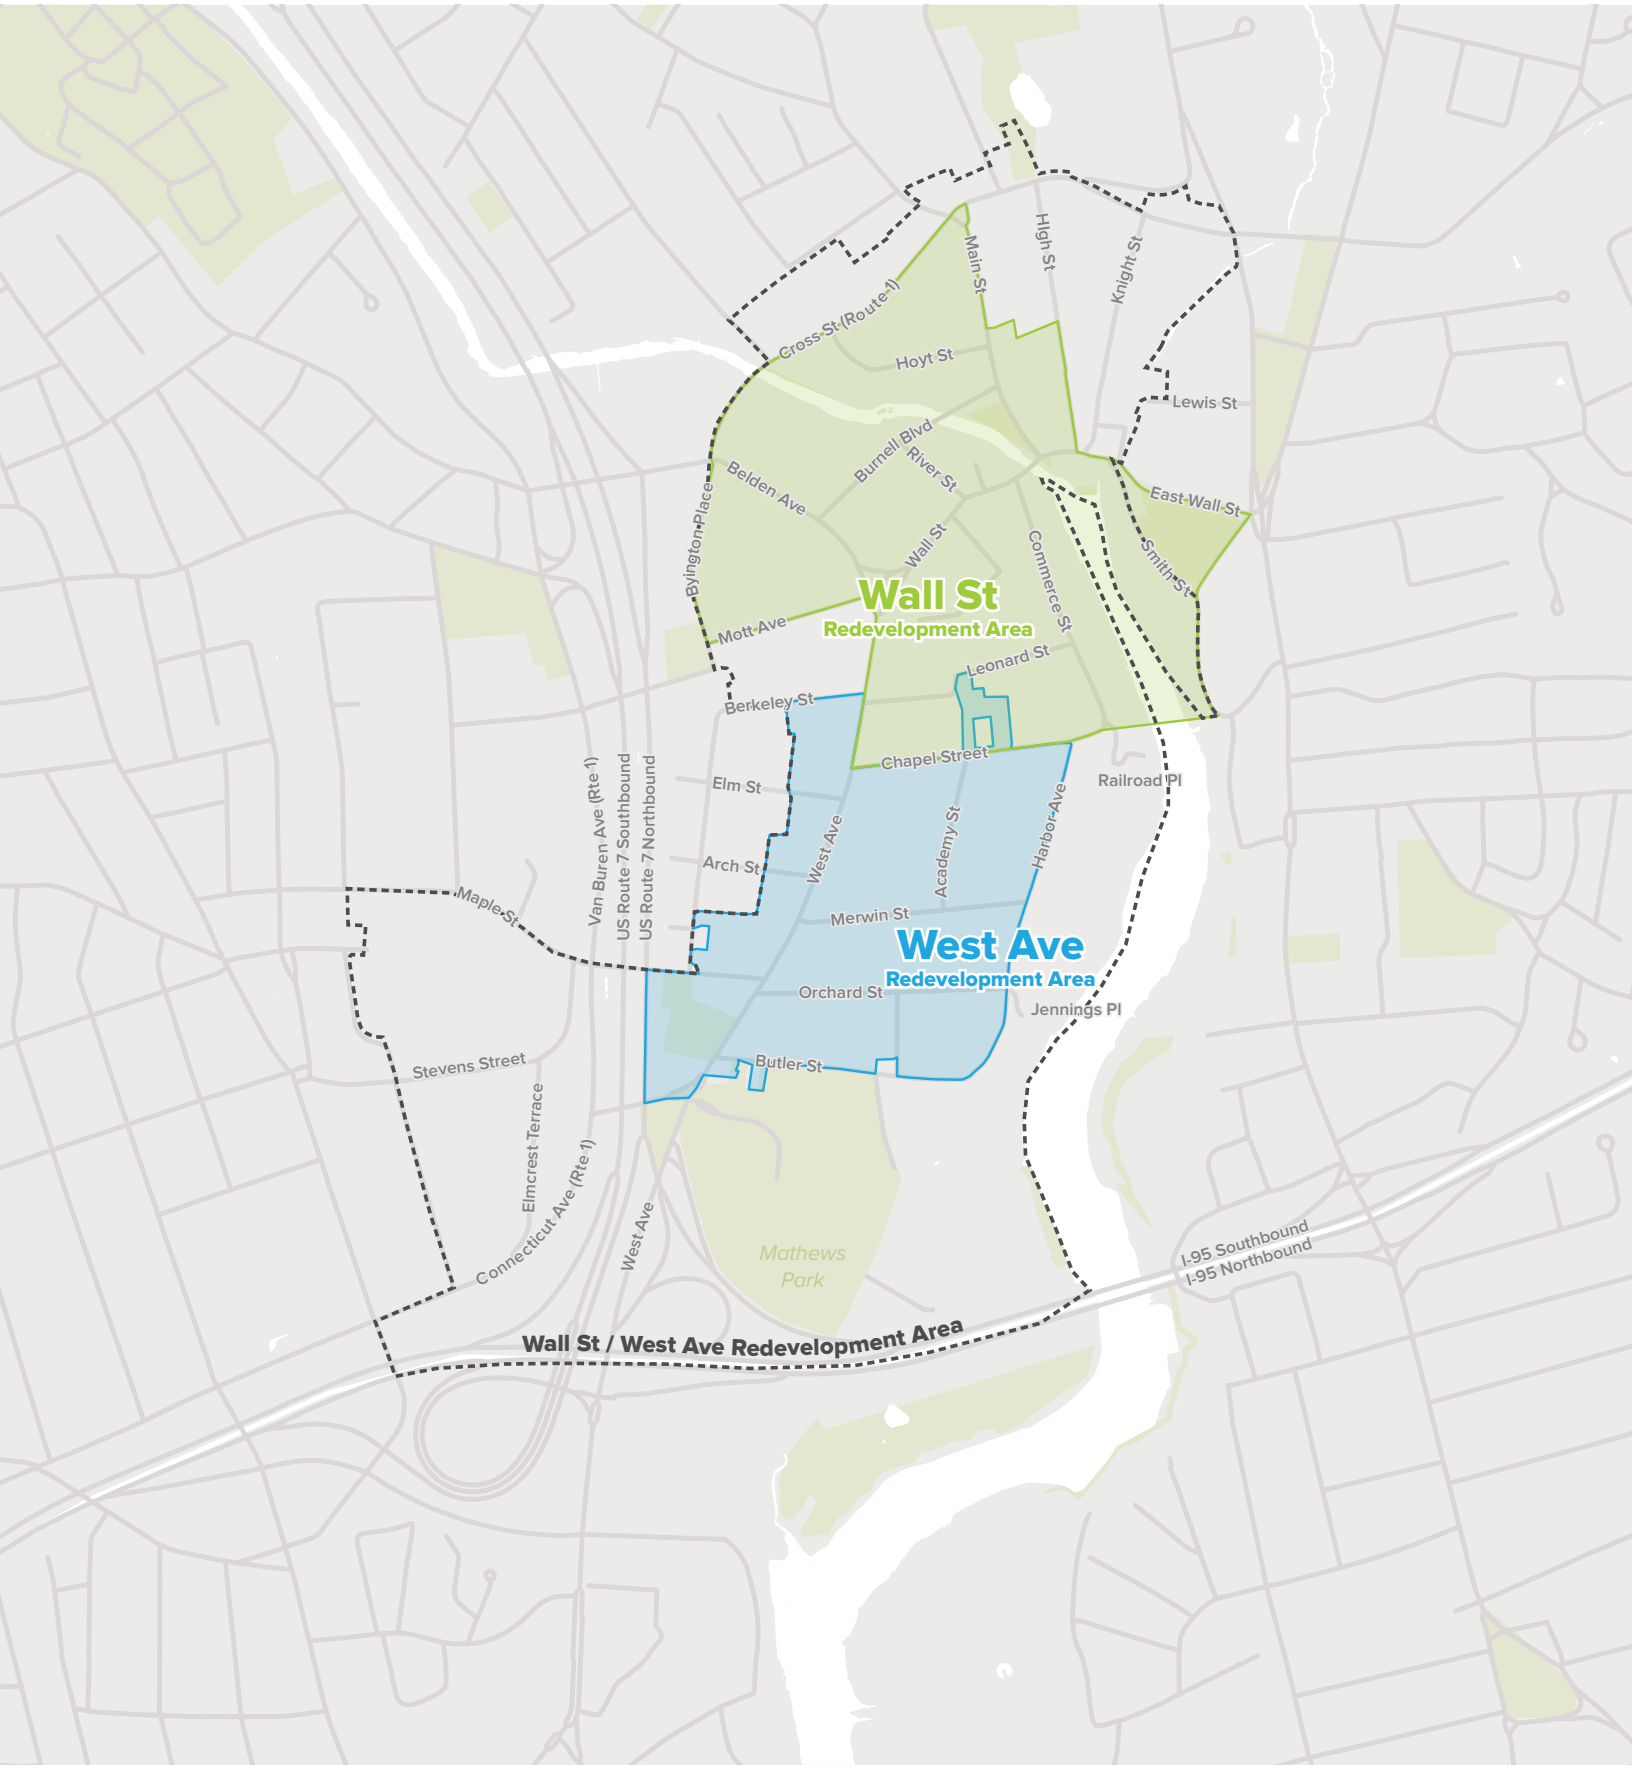 Main St
HIgh St
Knight St
Cross St (Route 1)
Hoyt St
Lewis St
Burnell Blvd
River St
Belden Ave
East Wall St
Byington Place
Wall St
Commerce St
Smith St
Wall St
Redevelopment Area
Mott Ave
Leonard St
Berkeley St
Chapel Street
Railroad Pl
Elm St
Van Buren Ave (Rte 1)
US Route 7 Southbound
US Route 7 Northbound
West Ave
Academy St
Harbor Ave
Arch St
Maple St
Merwin St
West Ave
Redevelopment Area
Orchard St
Jennings Pl
Stevens Street
Butler St
Elmcrest Terrace
Connecticut Ave (Rte 1)
West Ave
Mathews
Park
I-95 Southbound
I-95 Northbound
Wall St / West Ave Redevelopment Area